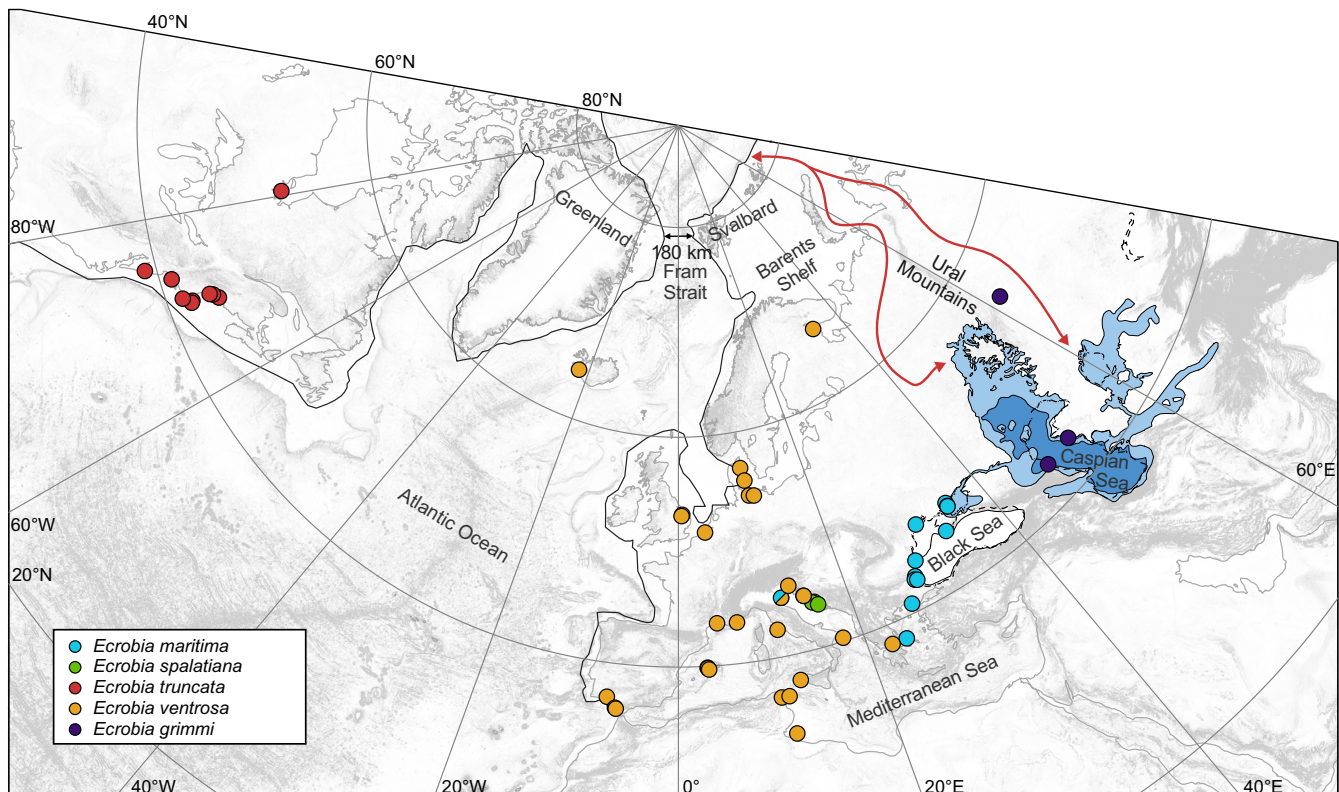 40°N
60°N
80°N
80°W
Greenland
Svalbard
180 km
Fram
Strait
Barents
Shelf
Ural
Mountains
Caspian
Sea
60°E
Black Sea
Atlantic Ocean
60°W
20°N
Mediterranean Sea
Ecrobia maritima
Ecrobia spalatiana
Ecrobia truncata
Ecrobia ventrosa
Ecrobia grimmi
40°W
20°W
0°
20°E
40°E